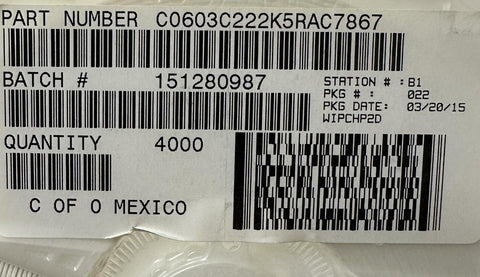 PART NUMBER C0603C222K5RAC7867
BATCH # 151280987
STATION # : B1
PKG # : 022
PKG DATE: 03/20/15
WIPCHP2D
QUANTITY 4000
C OF O MEXICO